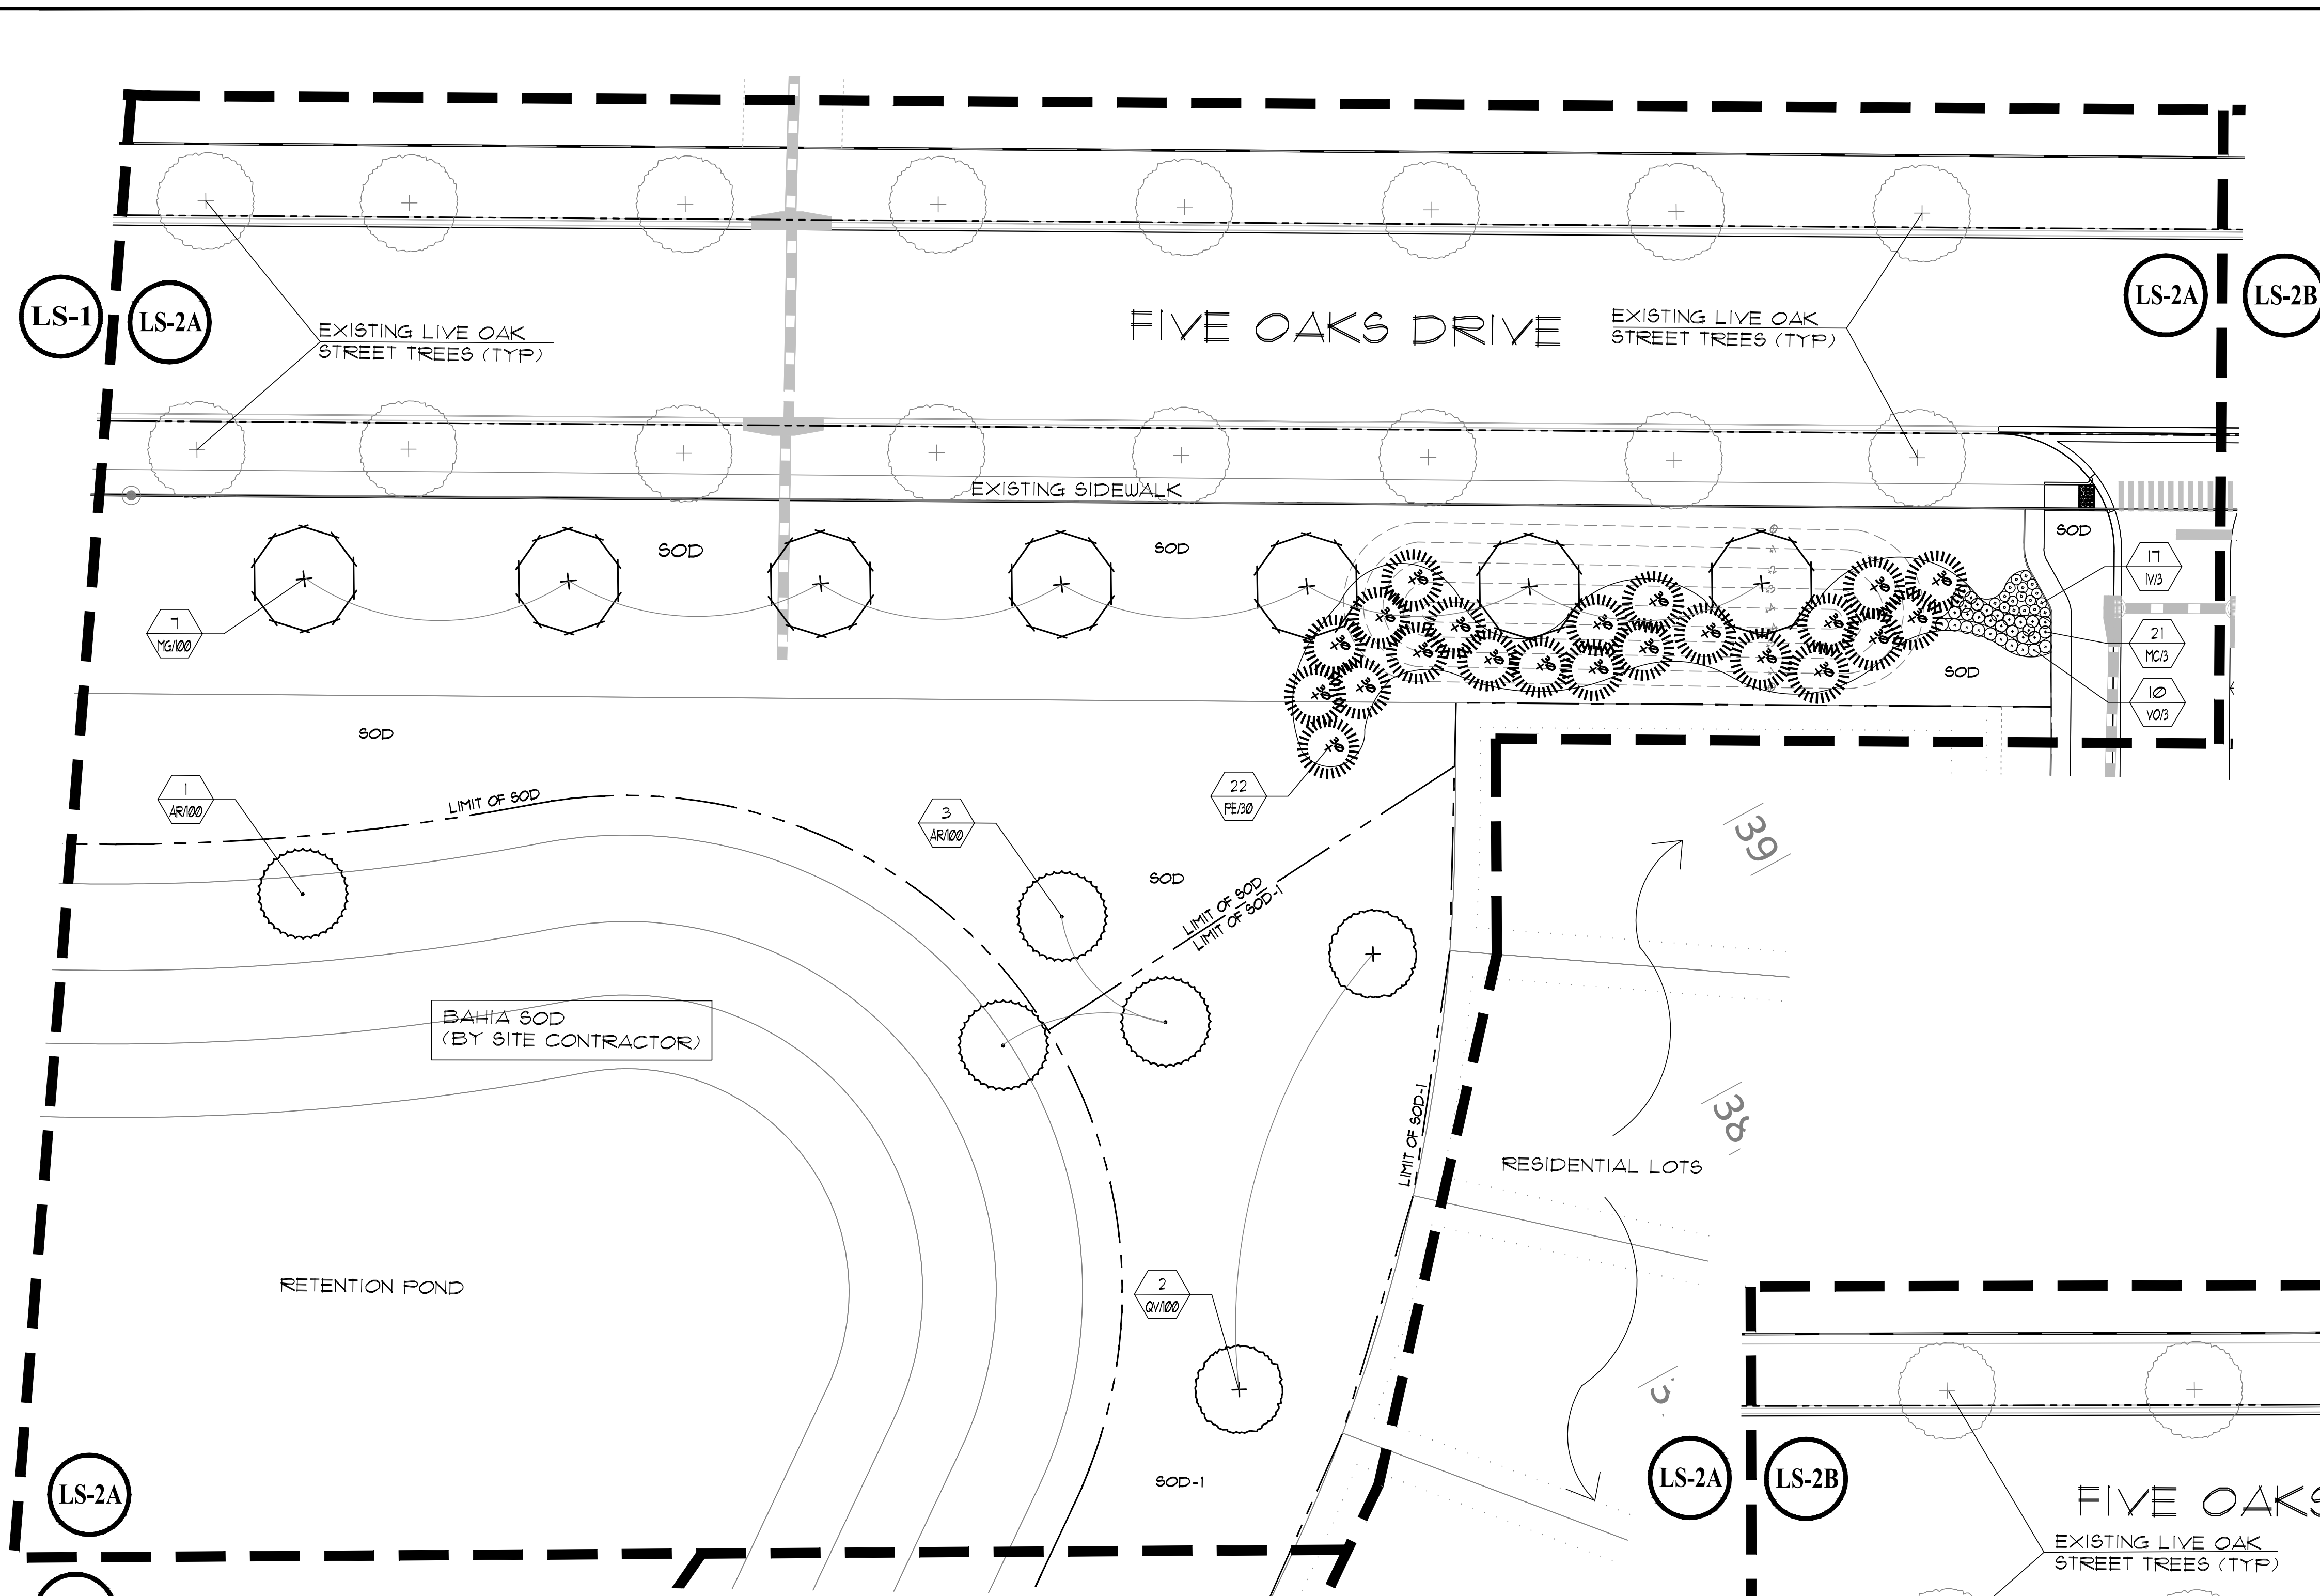 LS-1
LS-2A
EXISTING LIVE OAK
STREET TREES (TYP)
FIVE OAKS DRIVE
EXISTING LIVE OAK
STREET TREES (TYP)
LS-2A
LS-2B
EXISTING SIDEWALK
SOD
SOD
SOD
17
IV/3
7
MG/100
21
MC/3
SOD
10
VO/3
SOD
22
PE/30
1
AR/100
LIMIT OF SOD
3
AR/100
SOD
LIMIT OF SOD
LIMIT OF SOD-1
39
BAHIA SOD
(BY SITE CONTRACTOR)
38
LIMIT OF SOD-1
RESIDENTIAL LOTS
RETENTION POND
2
QV/100
SOD-1
LS-2A
LS-2A
LS-2B
FIVE OAKS
EXISTING LIVE OAK
STREET TREES (TYP)